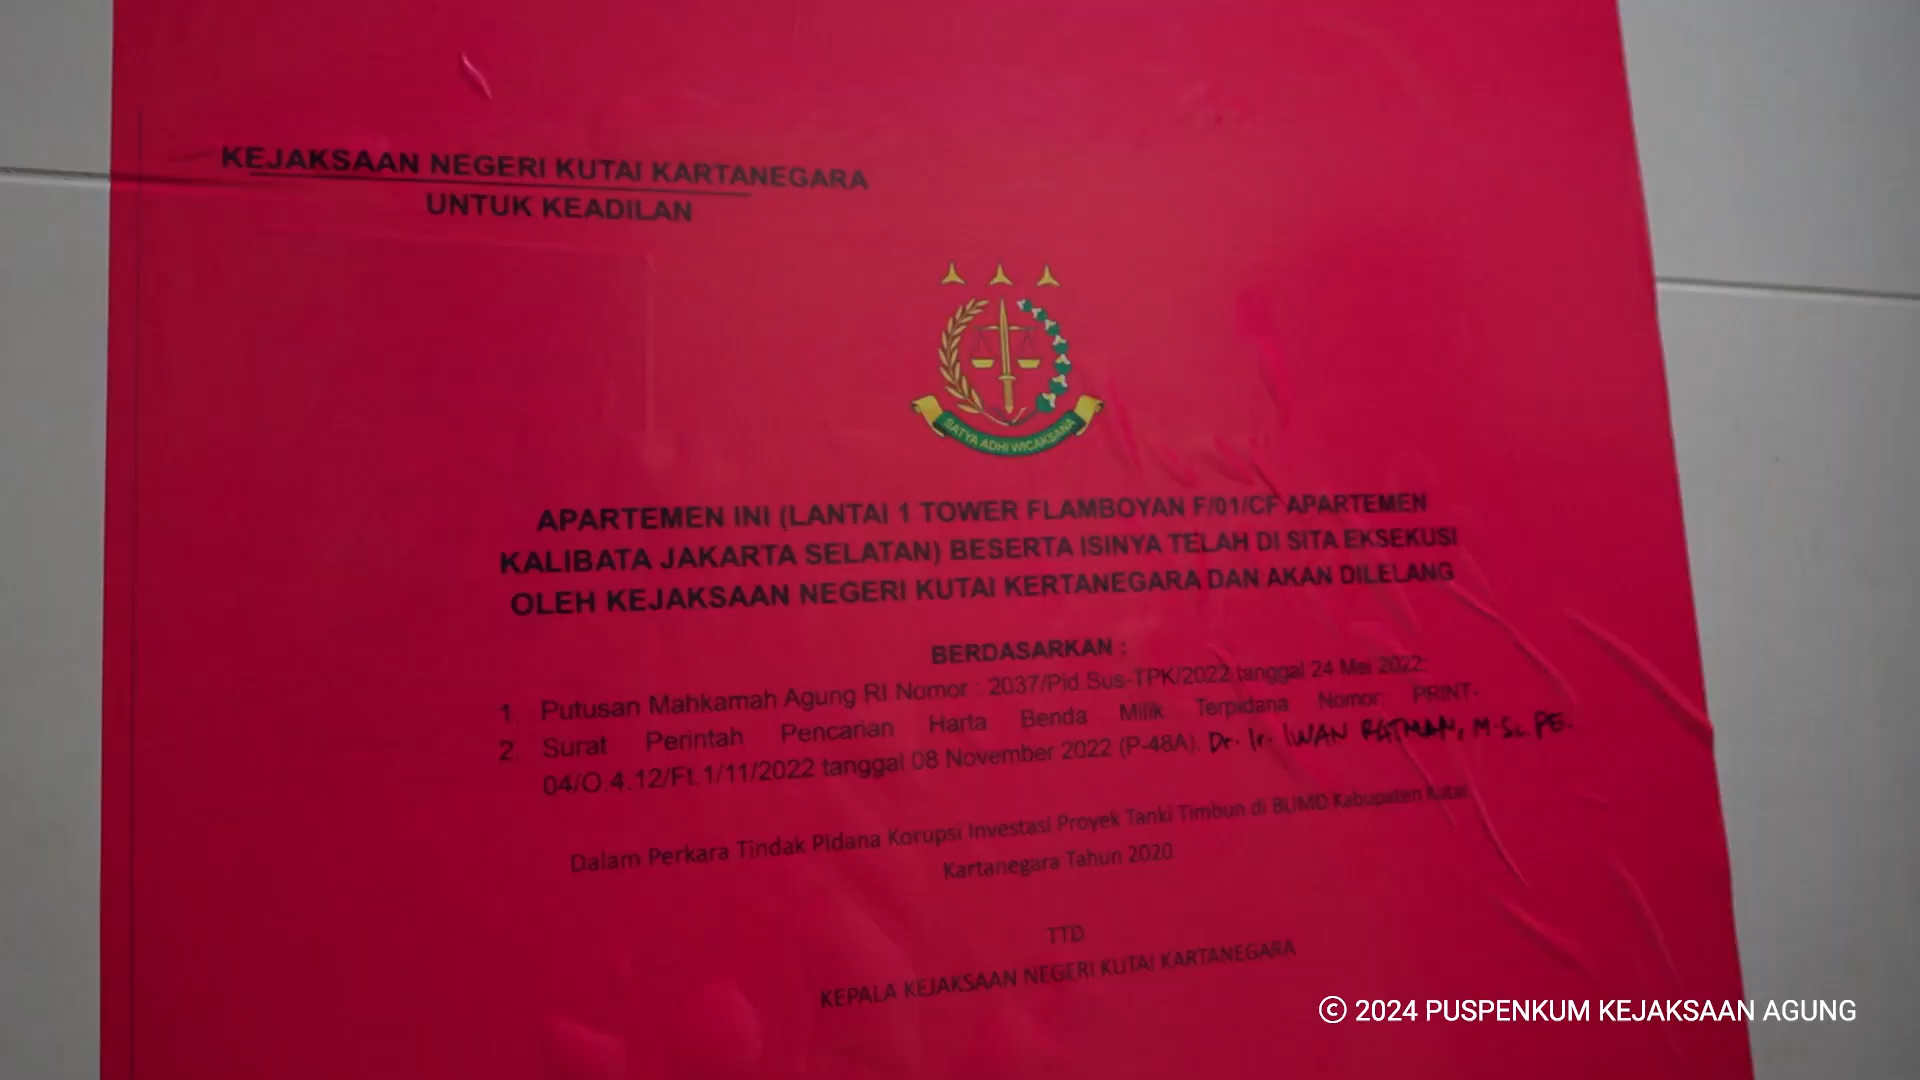 KEJAKSAAN NEGERI KUTAI KARTANEGARA
UNTUK KEADILAN
SATYA ADHI WICAKSANA
APARTEMEN INI (LANTAI 1 TOWER FLAMBOYAN F/01/CF APARTEMEN
KALIBATA JAKARTA SELATAN) BESERTA ISINYA TELAH DI SITA EKSEKUSI
OLEH KEJAKSAAN NEGERI KUTAI KERTANEGARA DAN AKAN DILELANG
BERDASARKAN :
1. Putusan Mahkamah Agung RI Nomor : 2037/Pid.Sus-TPK/2022 tanggal 24 Mei 2022;
2. Surat Perintah Pencarian Harta Benda Milik Terpidana Nomor: PRINT-
04/O.4.12/Ft.1/11/2022 tanggal 08 November 2022 (P-48A). Dr. Ir. IWAN RATMAN, M.Sc. PE.
Dalam Perkara Tindak Pidana Korupsi Investasi Proyek Tanki Timbun di BUMD Kabupaten Kutai
Kartanegara Tahun 2020
TTD
KEPALA KEJAKSAAN NEGERI KUTAI KARTANEGARA
© 2024 PUSPENKUM KEJAKSAAN AGUNG